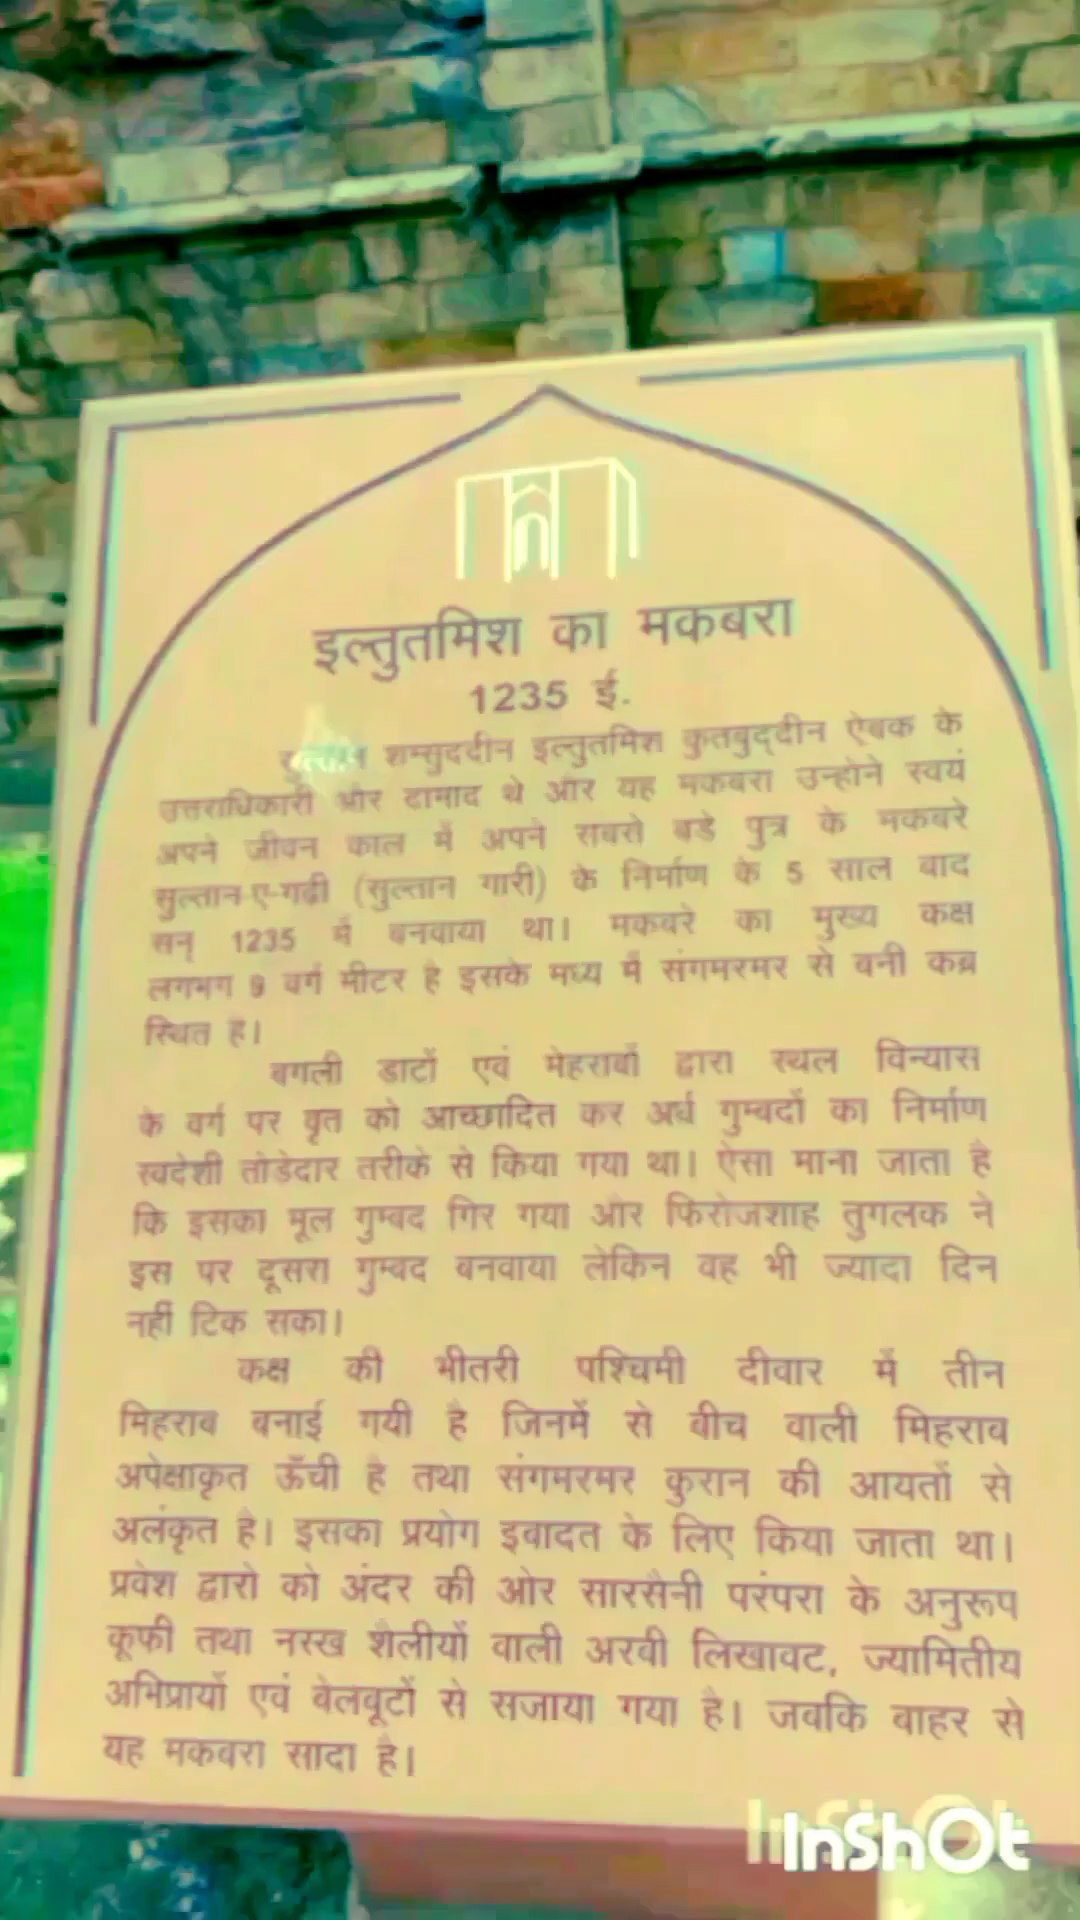 इल्तुतमिश का मकबरा
1235 ई.
सुल्तान शम्सुददीन इल्तुतमिश कुतबुद्दीन ऐबक के
उत्तराधिकारी और दामाद थे और यह मकबरा उन्होने स्वयं
अपने जीवन काल में अपने सबसे बडे पुत्र के मकबरे
सुल्तान-ए-गढी (सुल्तान गारी) के निर्माण के 5 साल बाद
सन् 1235 में बनवाया था। मकबरे का मुख्य कक्ष
लगभग 9 वर्ग मीटर है इसके मध्य में संगमरमर से बनी कब्र
स्थित है।
बगली डाटों एवं मेहराबों द्वारा स्थल विन्यास
के वर्ग पर वृत को आच्छादित कर अर्ध गुम्बदों का निर्माण
स्वदेशी तोडेदार तरीके से किया गया था। ऐसा माना जाता है
कि इसका मूल गुम्बद गिर गया और फिरोजशाह तुगलक ने
इस पर दूसरा गुम्बद बनवाया लेकिन वह भी ज्यादा दिन
नहीं टिक सका।
कक्ष की भीतरी पश्चिमी दीवार में तीन
मिहराब बनाई गयी है जिनमें से बीच वाली मिहराब
अपेक्षाकृत ऊँची है तथा संगमरमर कुरान की आयतों से
अलंकृत है। इसका प्रयोग इबादत के लिए किया जाता था।
प्रवेश द्वारो को अंदर की ओर सारसैनी परंपरा के अनुरूप
कूफी तथा नस्ख शैलीयों वाली अरबी लिखावट, ज्यामितीय
अभिप्रायों एवं बेलबूटों से सजाया गया है। जबकि बाहर से
यह मकबरा सादा है।
InShOt